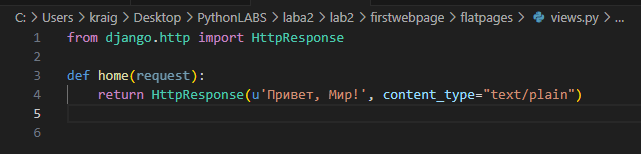 C: > Users > kraig > Desktop > PythonLABS > laba2 > lab2 > firstwebpage > flatpages > views.py > ...
1 from django.http import HttpResponse
2
3 def home(request):
4     return HttpResponse(u'Привет, Мир!', content_type="text/plain")
5
6